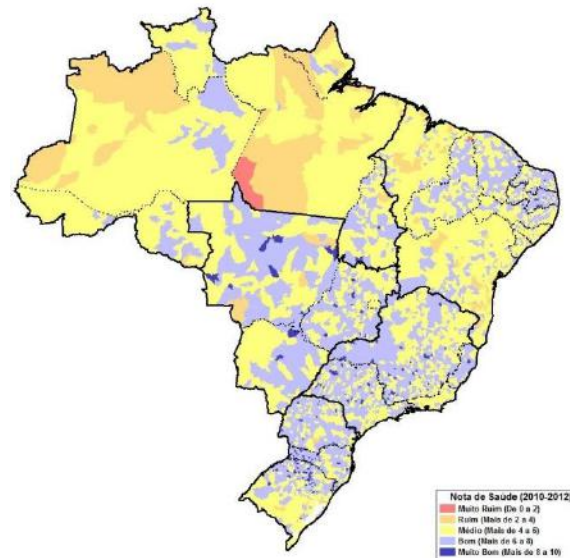 Nota de Saúde (2010-2012)
Muito Ruim (De 0 a 2)
Ruim (Mais de 2 a 4)
Médio (Mais de 4 a 6)
Bom (Mais de 6 a 8)
Muito Bom (Mais de 8 a 10)